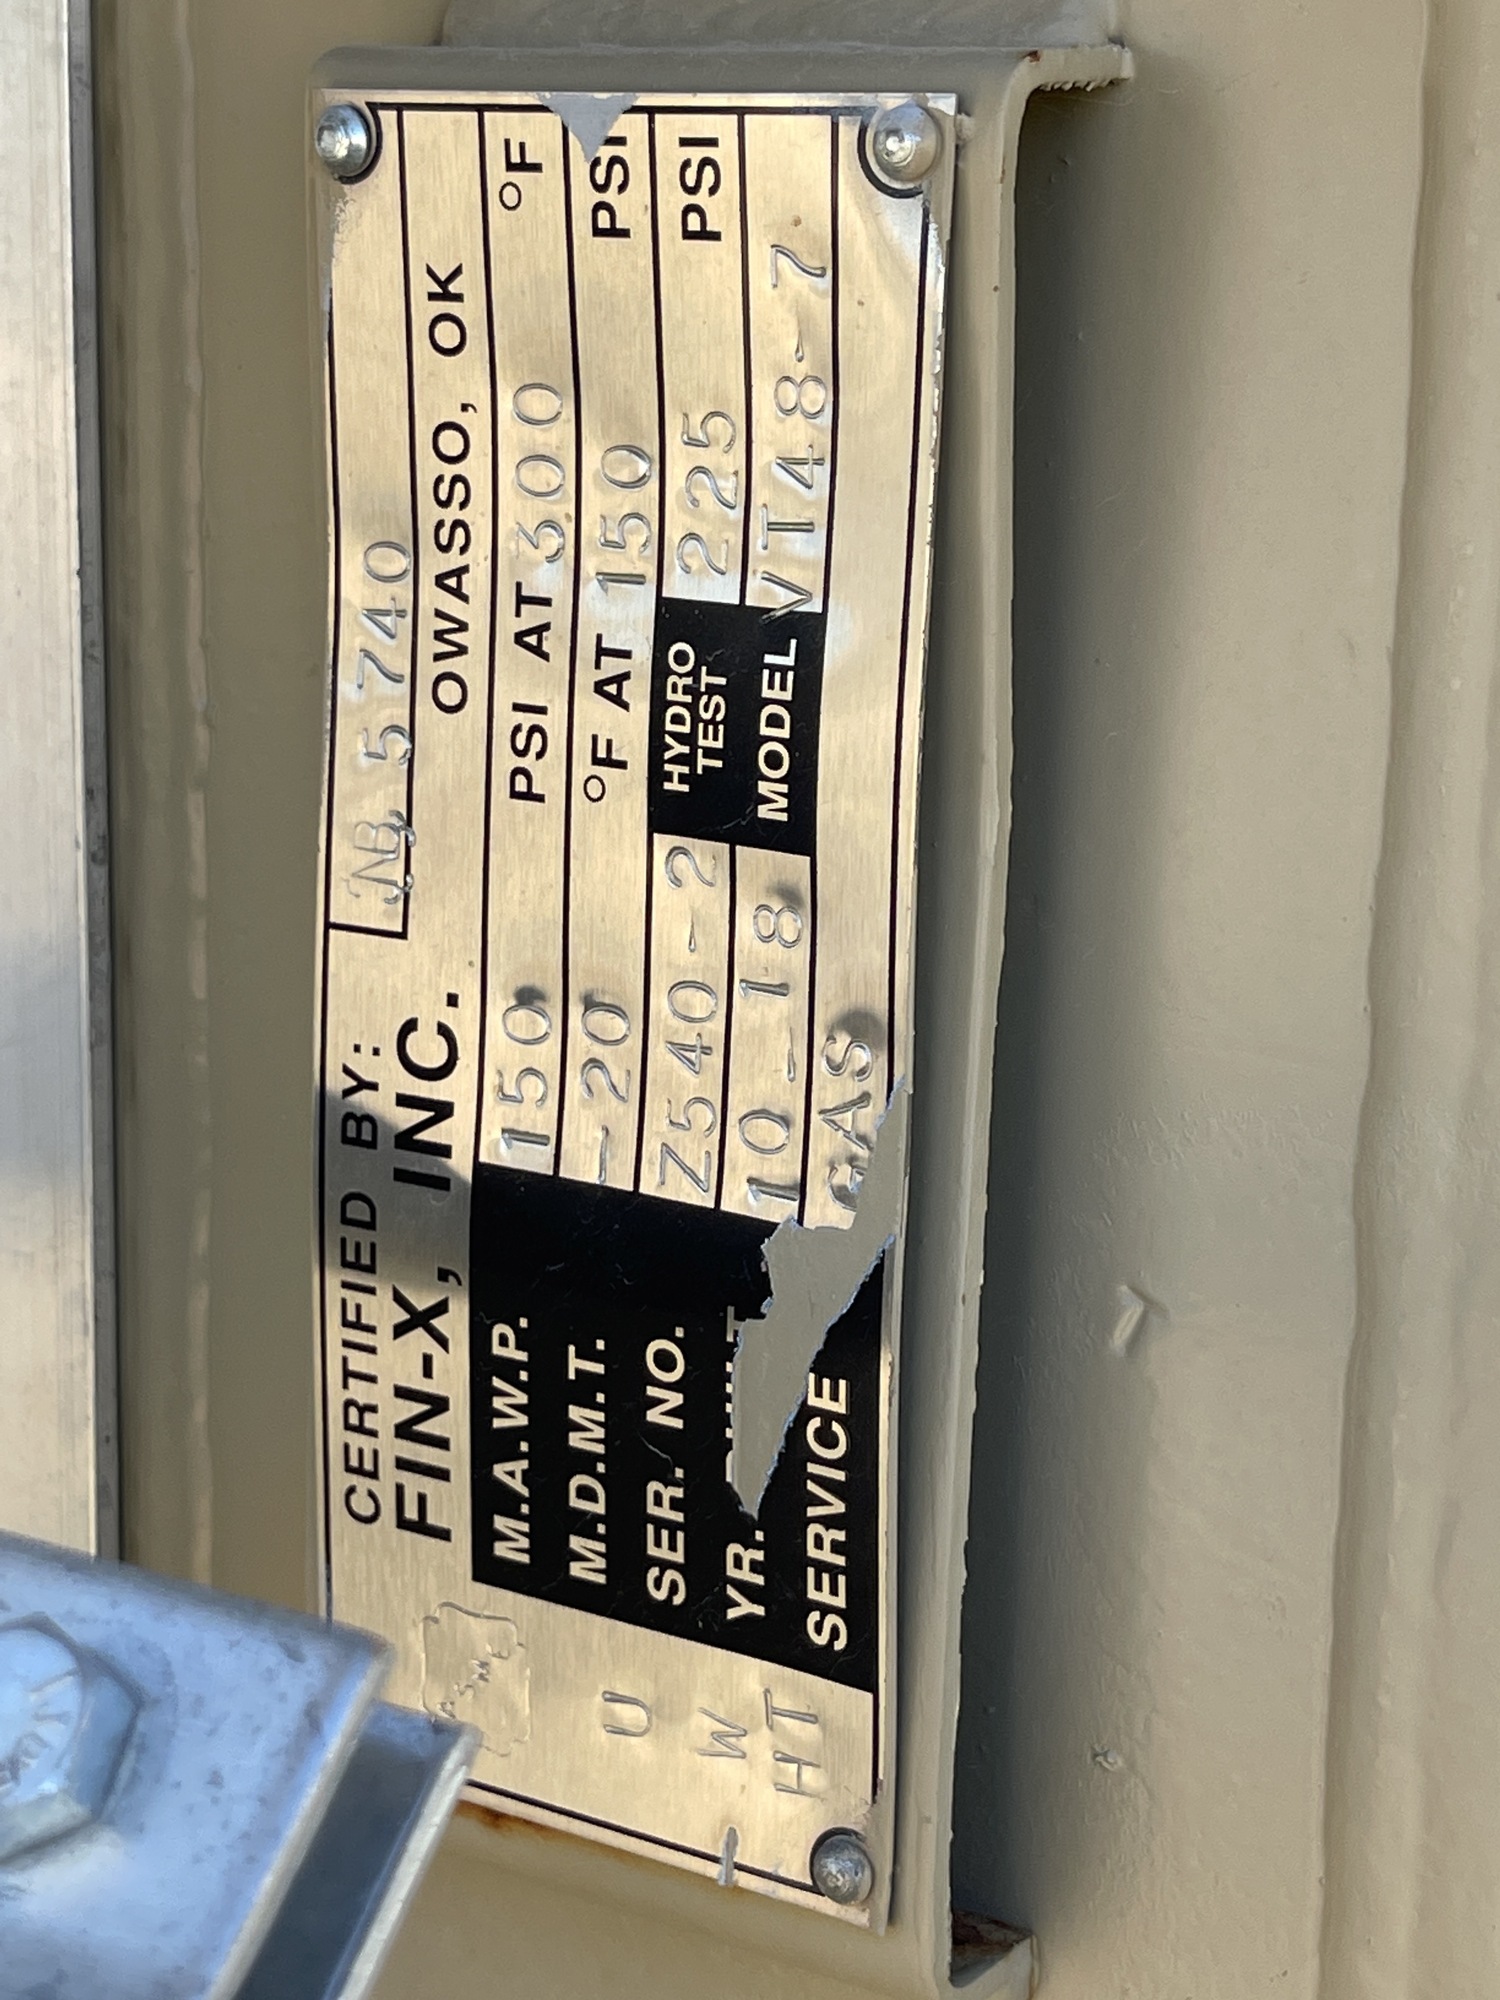 CERTIFIED BY: NB 5740
FIN-X, INC. OWASSO, OK
ASME
M.A.W.P. 150 PSI AT 300 °F
M.D.M.T. -20 °F AT 150 PSI
U
SER. NO. Z540-2 HYDRO TEST 225 PSI
W
YR. 10-18 MODEL VT48-7
HT
SERVICE GAS